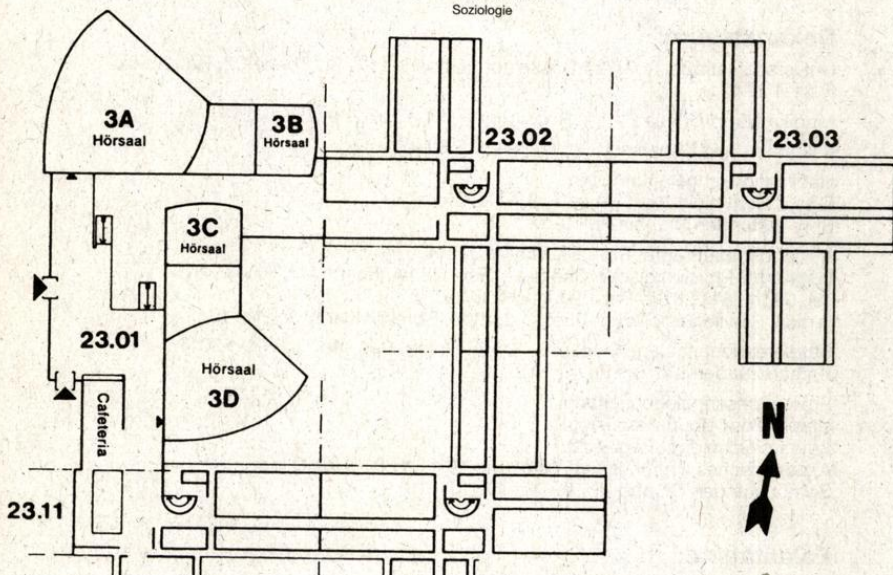 Soziologie
3A
Hörsaal
3B
Hörsaal
23.02
23.03
3C
Hörsaal
23.01
Hörsaal
3D
Cafeteria
N
23.11